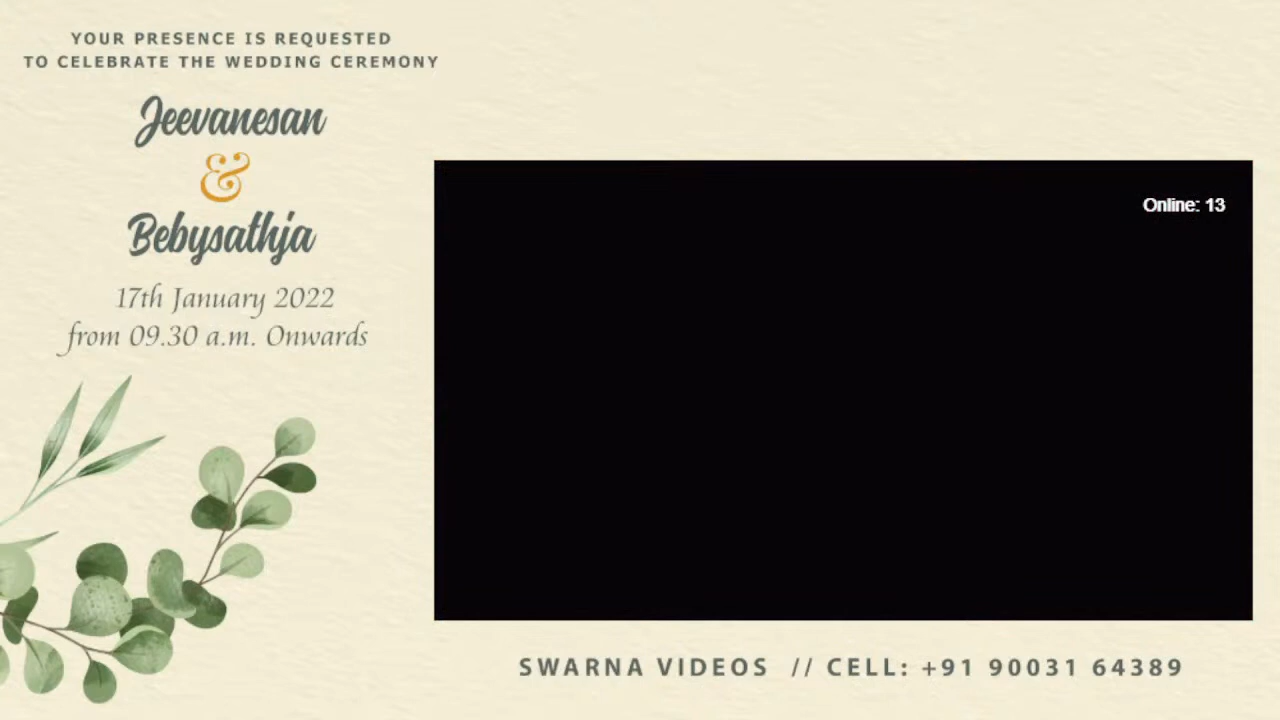 YOUR PRESENCE IS REQUESTED
TO CELEBRATE THE WEDDING CEREMONY
Jeevanesan
&
Bebysathja
17th January 2022
from 09.30 a.m. Onwards
Online: 13
SWARNA VIDEOS // CELL: +91 90031 64389